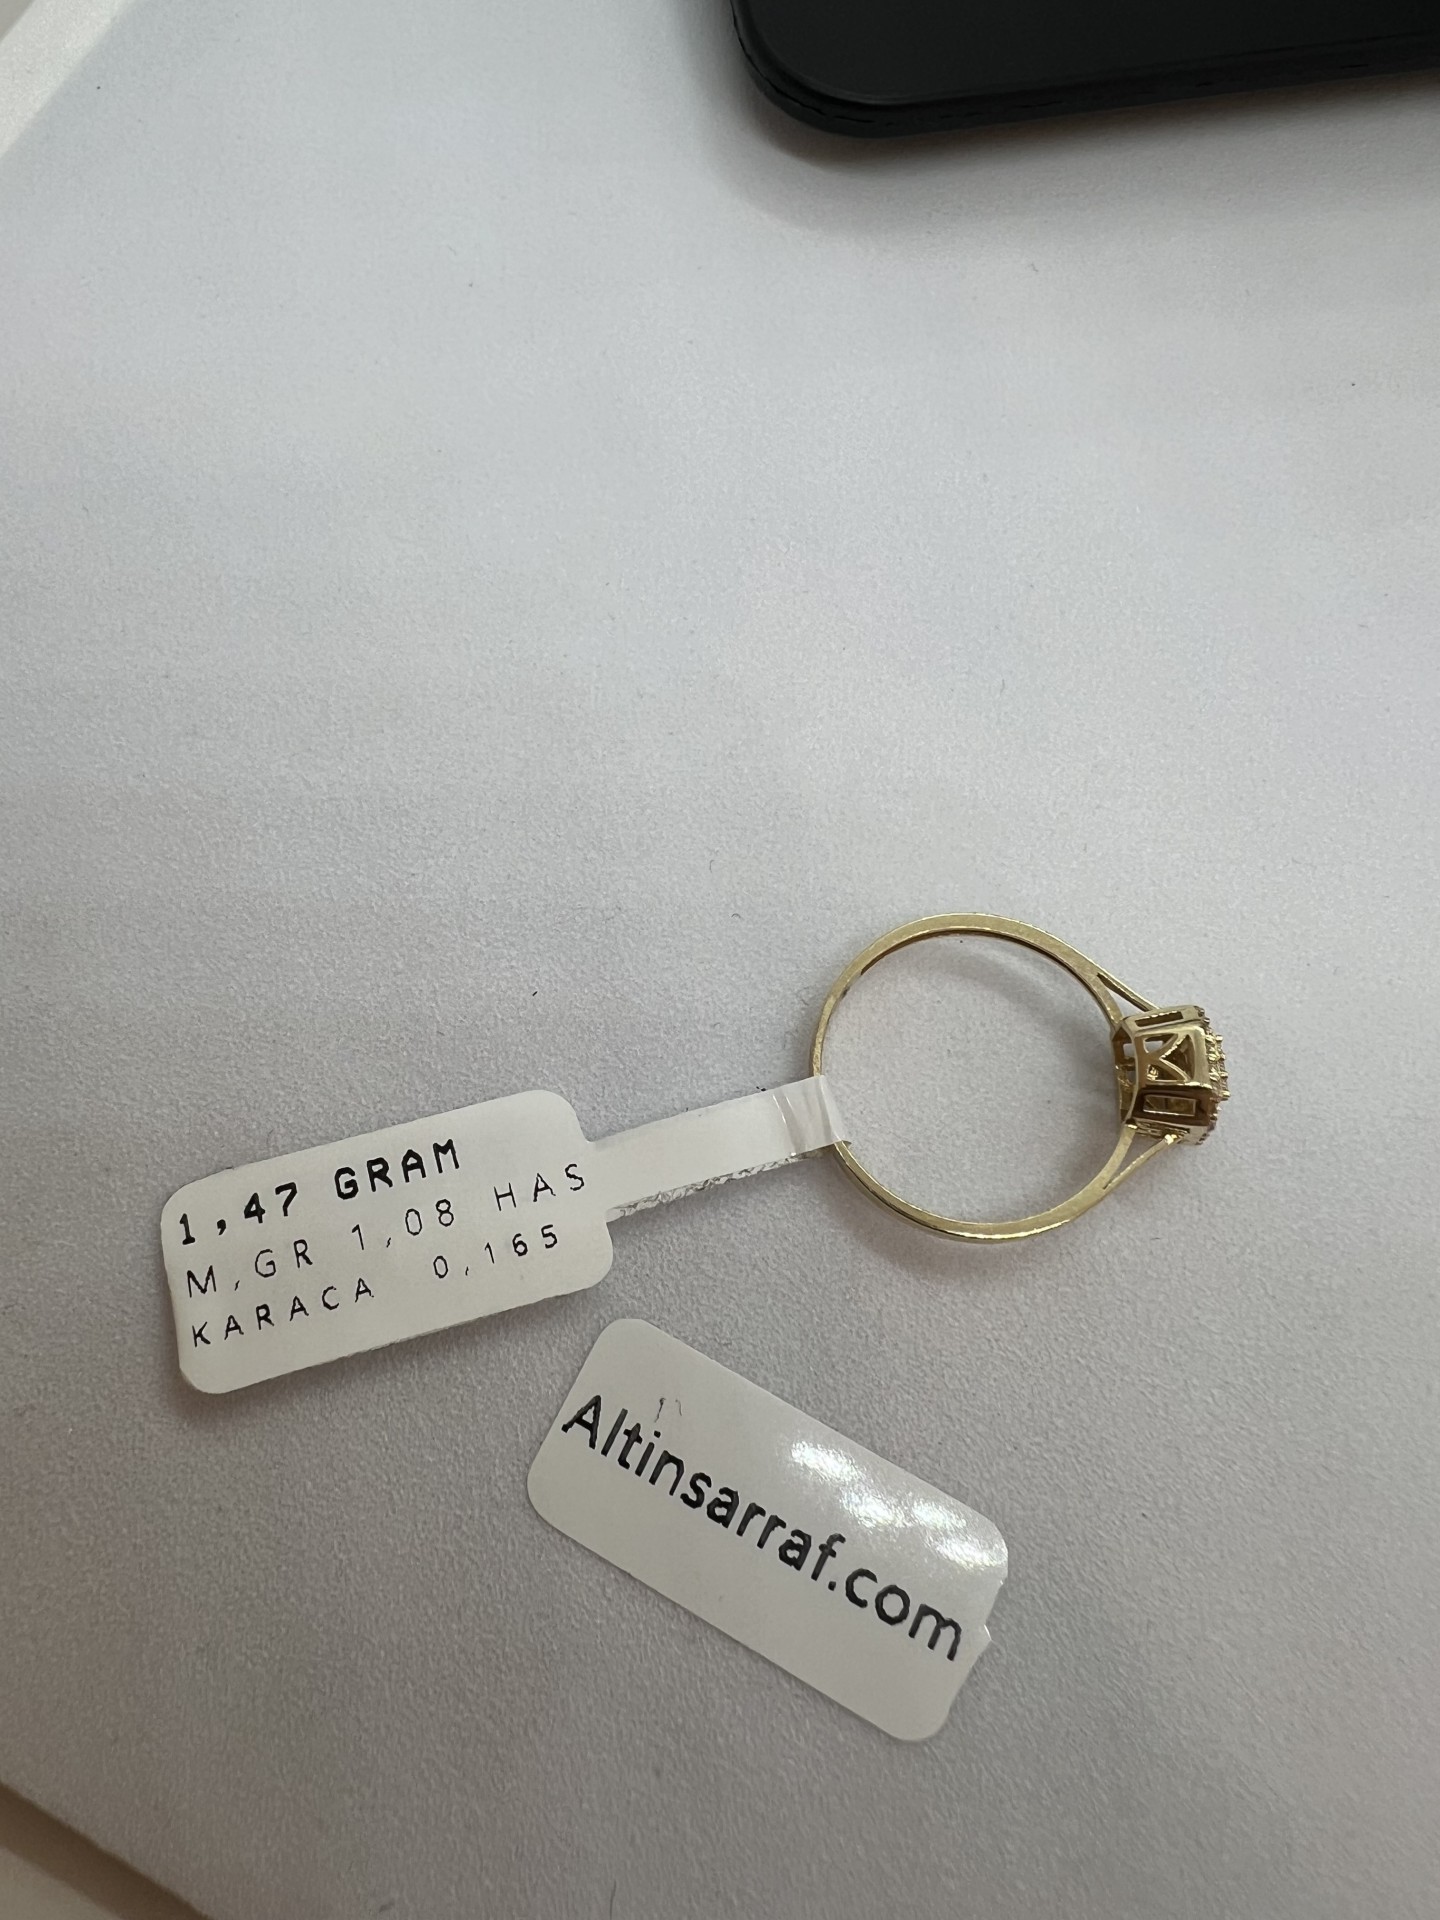 1,47 GRAM
M,GR 1,08 HAS
KARACA 0,165
Altinsarraf.com